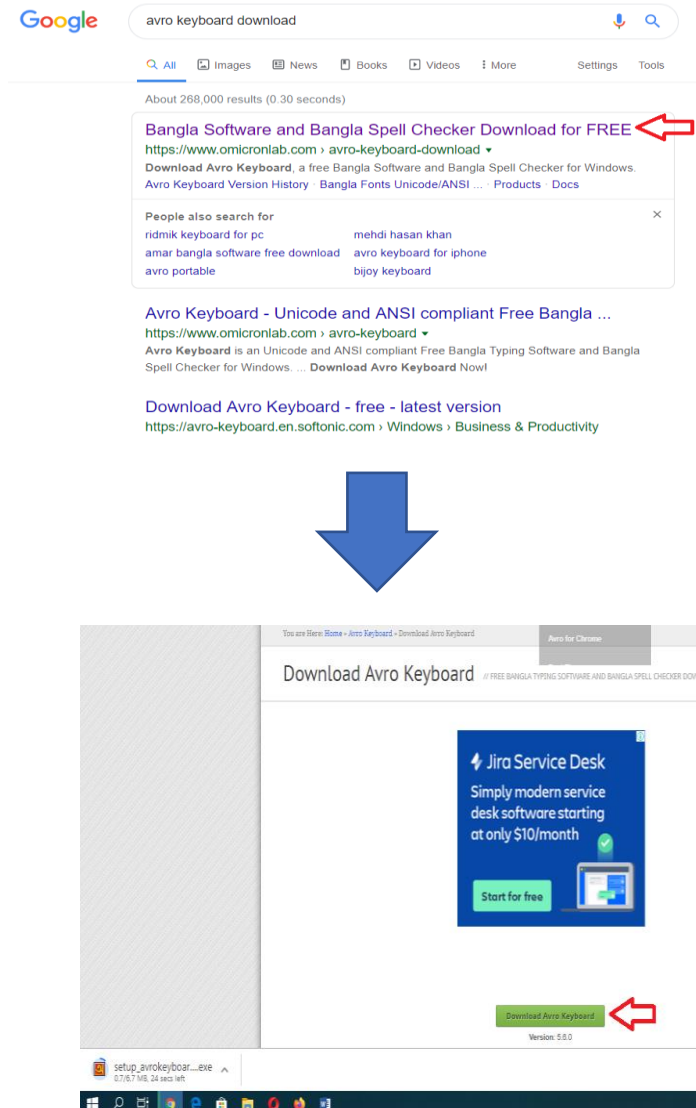 Google
avro keyboard download
All Images News Books Videos More Settings Tools
About 268,000 results (0.30 seconds)
Bangla Software and Bangla Spell Checker Download for FREE
https://www.omicronlab.com › avro-keyboard-download
Download Avro Keyboard, a free Bangla Software and Bangla Spell Checker for Windows.
Avro Keyboard Version History · Bangla Fonts Unicode/ANSI ... · Products · Docs
People also search for
ridmik keyboard for pc mehdi hasan khan
amar bangla software free download avro keyboard for iphone
avro portable bijoy keyboard
Avro Keyboard - Unicode and ANSI compliant Free Bangla ...
https://www.omicronlab.com › avro-keyboard
Avro Keyboard is an Unicode and ANSI compliant Free Bangla Typing Software and Bangla
Spell Checker for Windows. ... Download Avro Keyboard Now!
Download Avro Keyboard - free - latest version
https://avro-keyboard.en.softonic.com › Windows › Business & Productivity
You are Here: Home » Avro Keyboard » Download Avro Keyboard
Avro for Chrome
Download Avro Keyboard // FREE BANGLA TYPING SOFTWARE AND BANGLA SPELL CHECKER DOW
Jira Service Desk
Simply modern service
desk software starting
at only $10/month
Start for free
Download Avro Keyboard
Version: 5.6.0
setup_avrokeyboar....exe
0.7/6.7 MB, 24 secs left